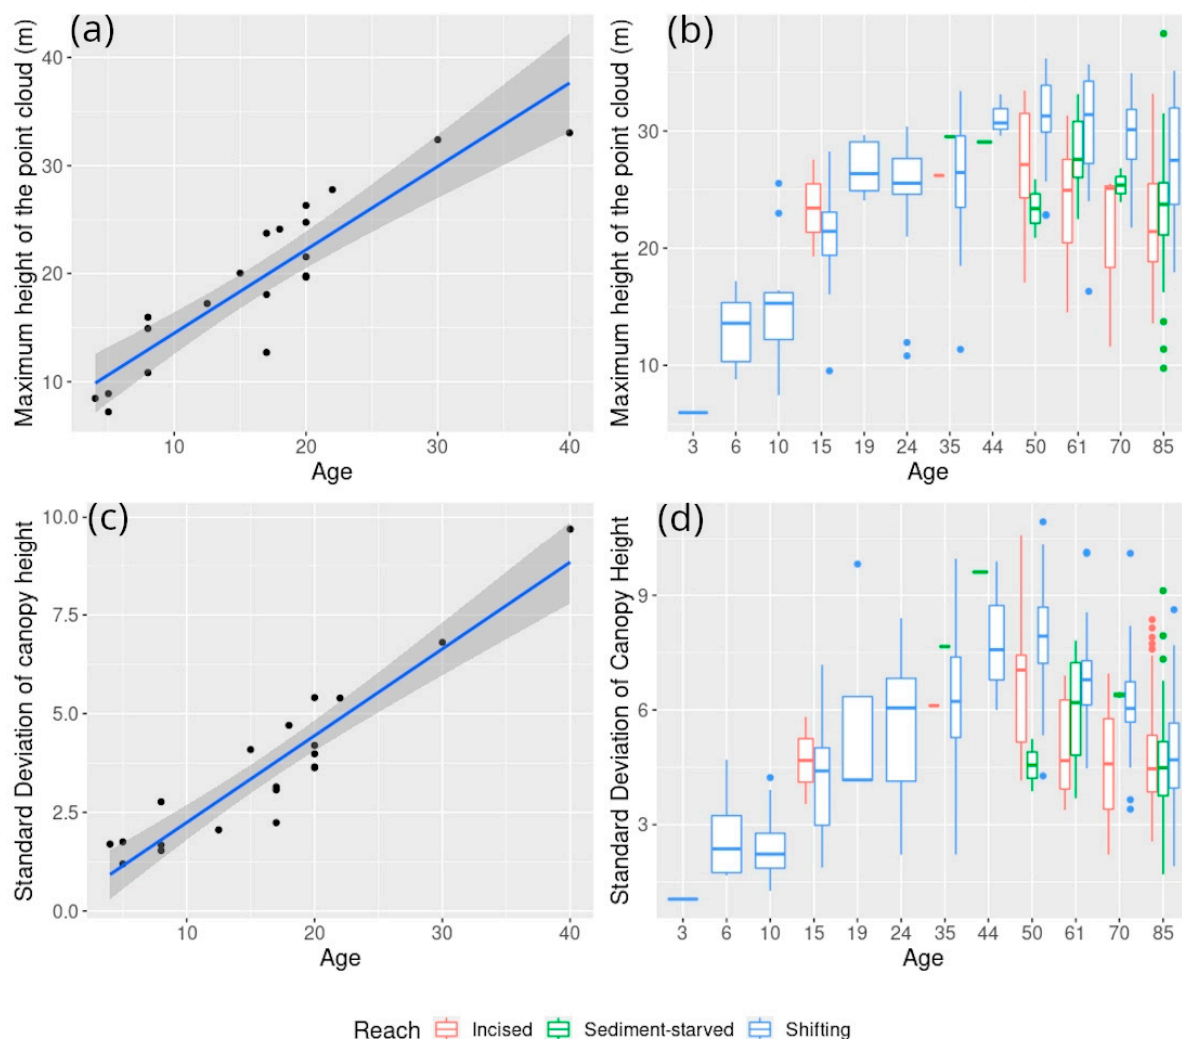 (a)
Maximum height of the point cloud (m)
40
30
20
10
10 20 30 40
Age
(b)
Maximum height of the point cloud (m)
30
20
10
3 6 10 15 19 24 35 44 50 61 70 85
Age
(c)
Standard Deviation of canopy height
10.0
7.5
5.0
2.5
0.0
10 20 30 40
Age
(d)
Standard Deviation of Canopy Height
9
6
3
3 6 10 15 19 24 35 44 50 61 70 85
Age
Reach Incised Sediment-starved Shifting